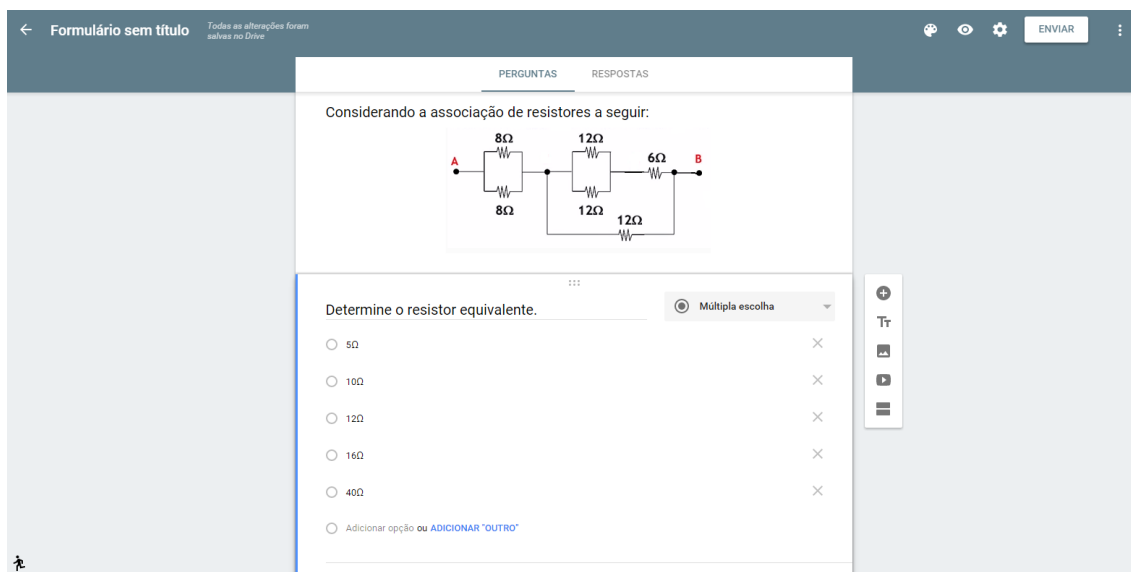 Formulário sem título
Todas as alterações foram
salvas no Drive
ENVIAR
PERGUNTAS RESPOSTAS
Considerando a associação de resistores a seguir:
8Ω 12Ω
A 6Ω B
8Ω 12Ω
12Ω
Determine o resistor equivalente.
Múltipla escolha
Tт
5Ω
10Ω
12Ω
16Ω
40Ω
Adicionar opção ou ADICIONAR "OUTRO"